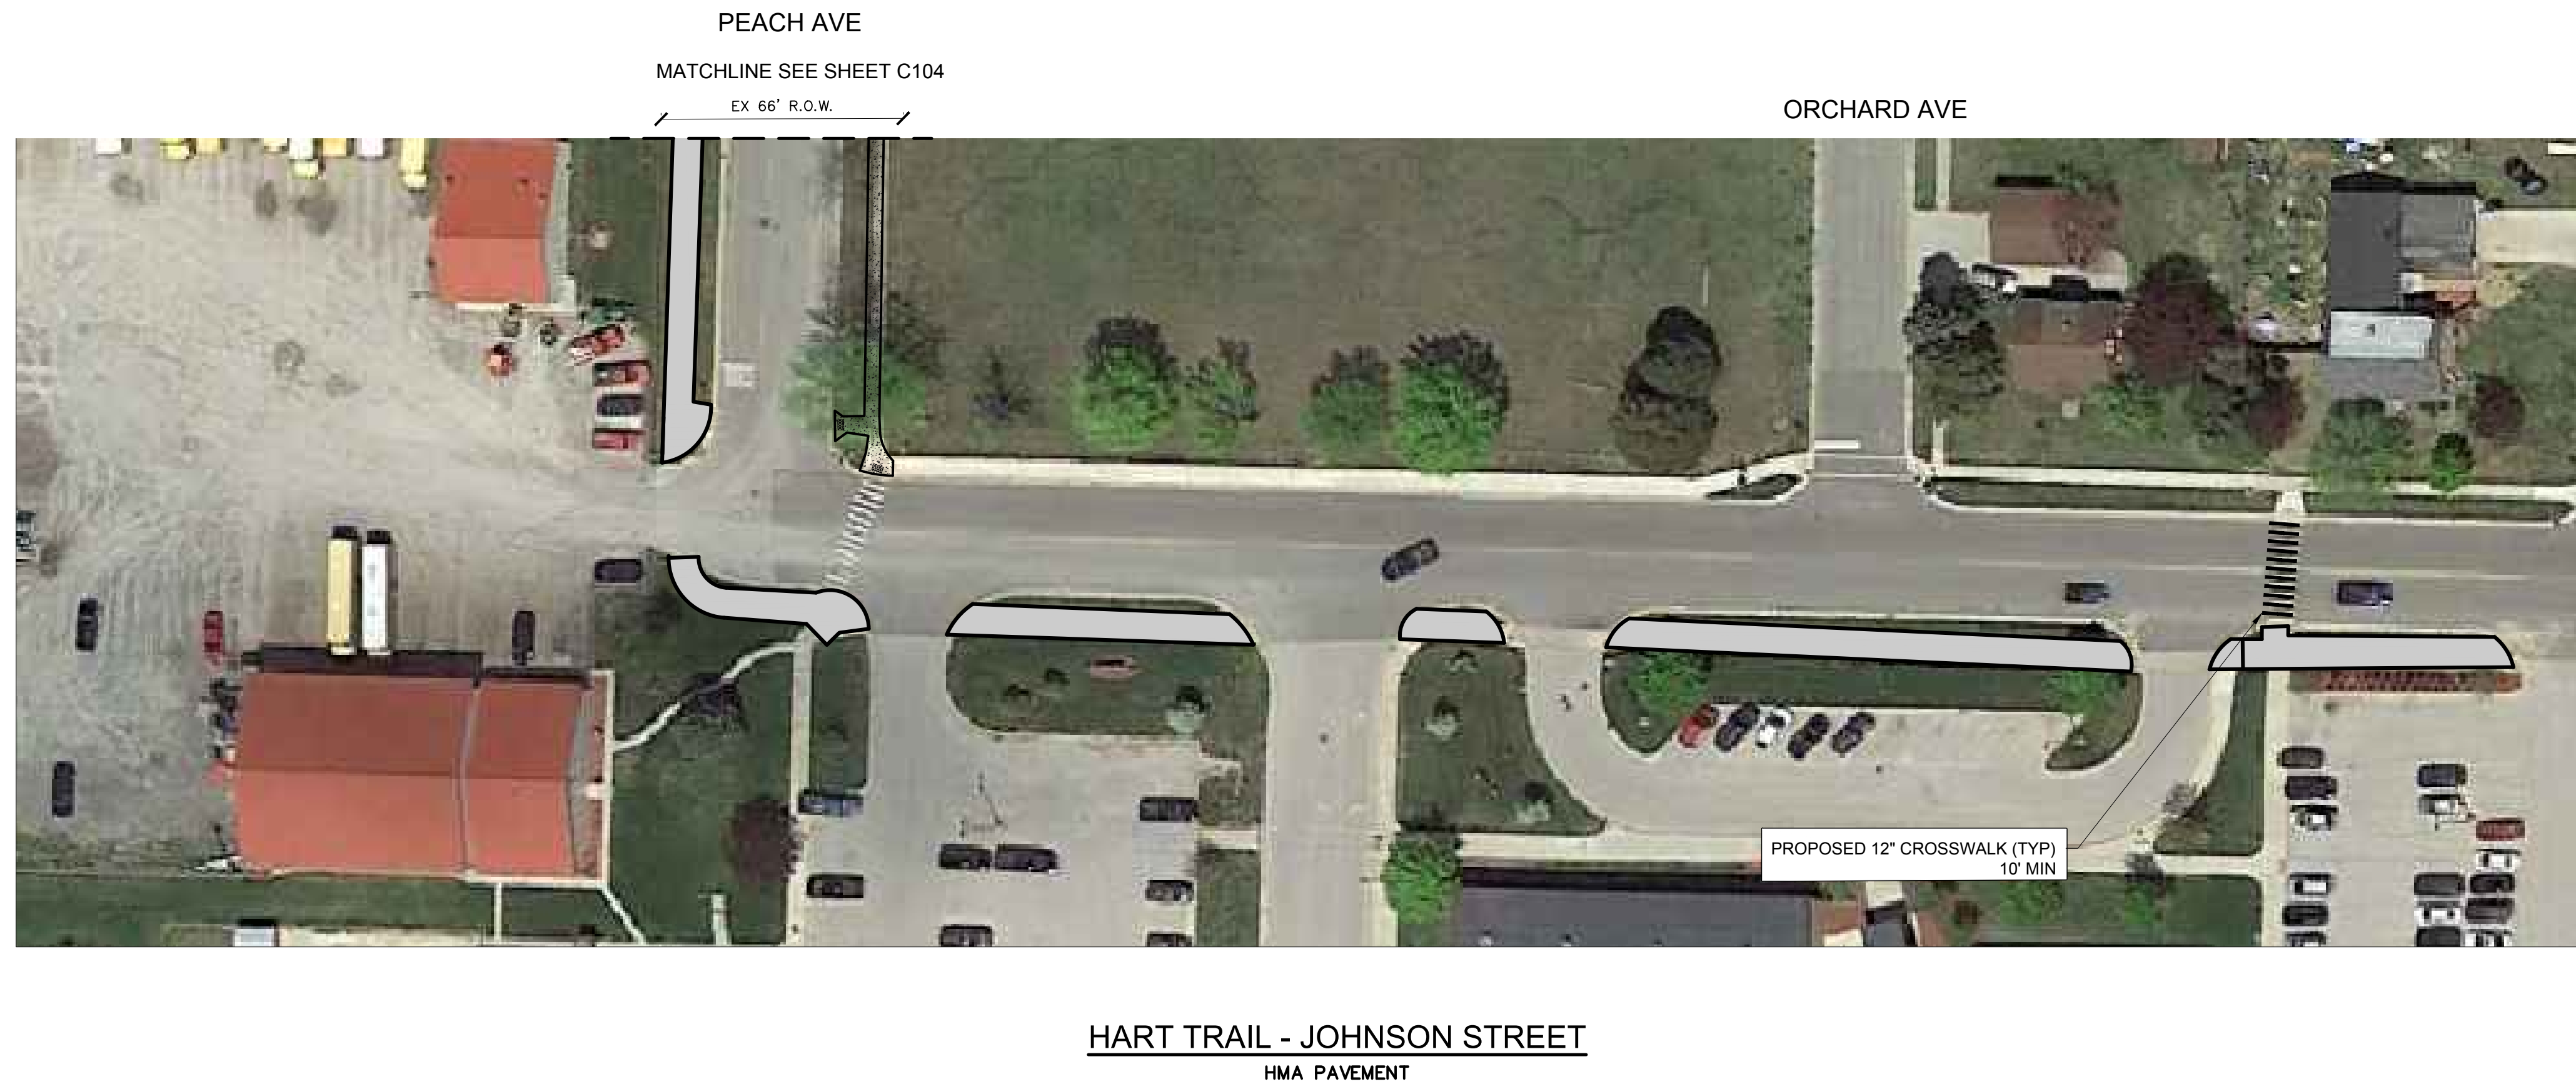 PEACH AVE
MATCHLINE SEE SHEET C104
EX 66' R.O.W.
ORCHARD AVE
PROPOSED 12" CROSSWALK (TYP)
10' MIN
HART TRAIL - JOHNSON STREET
HMA PAVEMENT